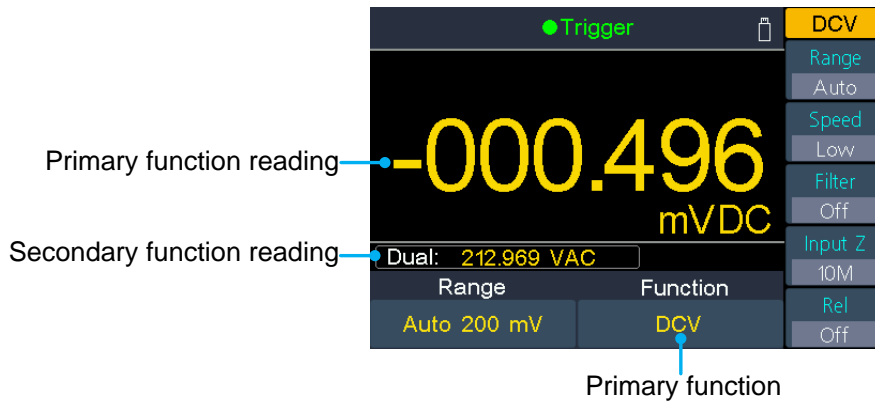 Trigger
DCV
Range
Auto
Speed
Low
Filter
Off
Input Z
10M
Rel
Off
Primary function reading
-000.496
mVDC
Secondary function reading
Dual: 212.969 VAC
Range Function
Auto 200 mV DCV
Primary function